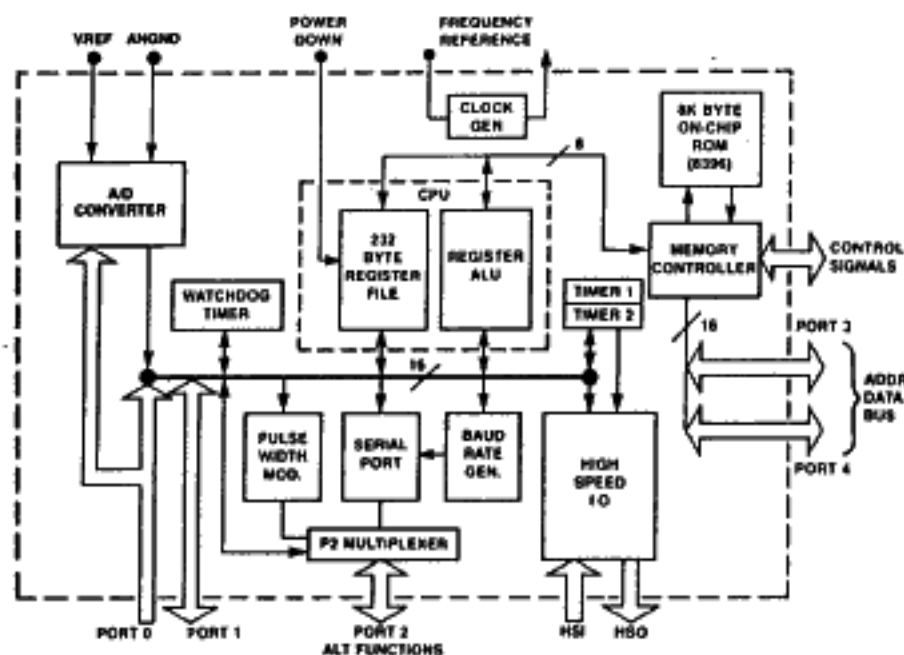 VREF
ANGND
POWER
DOWN
FREQUENCY
REFERENCE
CLOCK
GEN
8K BYTE
ON-CHIP
ROM
(8396)
8
A/D
CONVERTER
CPU
232
BYTE
REGISTER
FILE
REGISTER
ALU
MEMORY
CONTROLLER
CONTROL
SIGNALS
WATCHDOG
TIMER
TIMER 1
TIMER 2
16
PORT 3
ADDR
DATA
BUS
PORT 4
16
PULSE
WIDTH
MOD.
SERIAL
PORT
BAUD
RATE
GEN.
HIGH
SPEED
I/O
P2 MULTIPLEXER
PORT 0
PORT 1
PORT 2
ALT FUNCTIONS
HSI
HSO